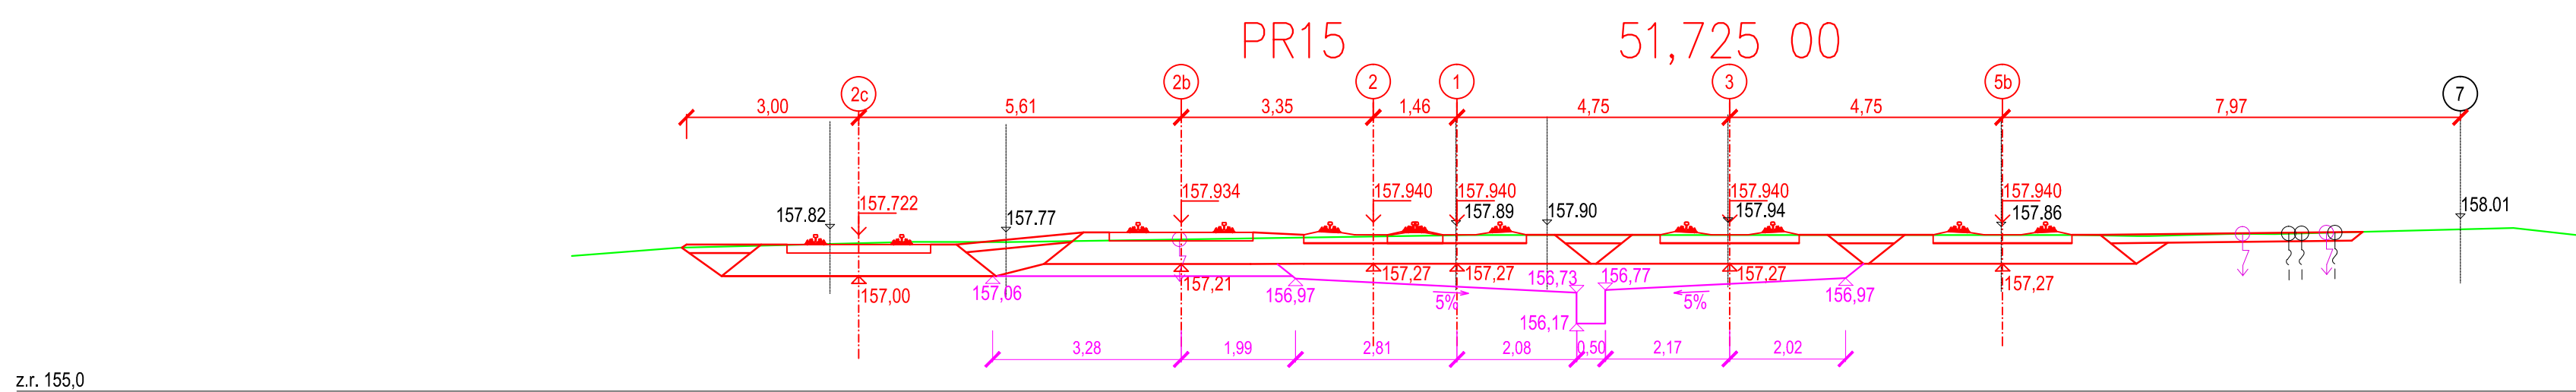 PR15 51,725 00
2c 2b 2 1 3 5b 7
3,00 5,61 3,35 1,46 4,75 4,75 7,97
157.82 157.722 157.77 157.934 157.940 157.940 157.89 157.90 157.940 157.94 157.940 157.86 158.01
157,00 157,06 157,21 156,97 157,27 157,27 5% 156,73 156,77 5% 157,27 156,97 157,27
156,17
3,28 1,99 2,81 2,08 0,50 2,17 2,02
z.r. 155,0